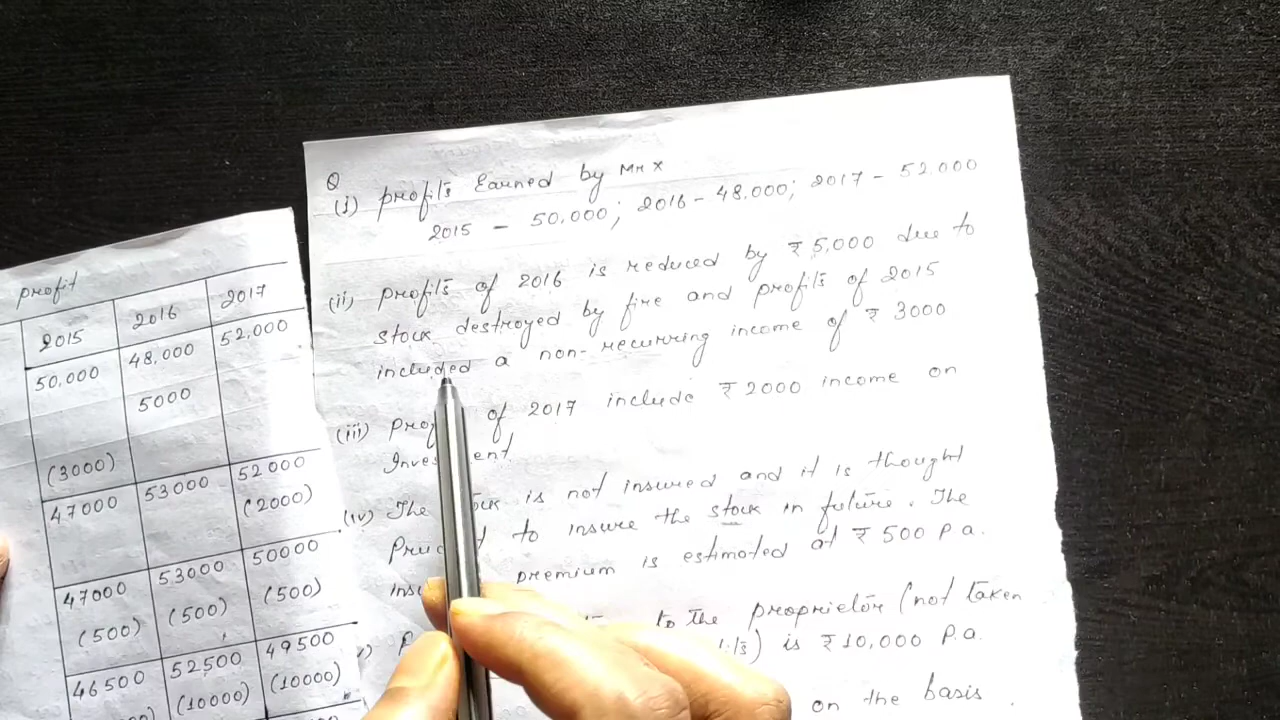 profit
2015 2016 2017
50,000 48,000 52,000
5000
(3000)
47000 53000 52000
(2000)
47000 53000 50000
(500) (500) (500)
46500 52500 49500
(10000) (10000)
Q
(i) profits Earned by Mr X
2015 - 50,000; 2016 - 48,000; 2017 - 52,000
(ii) profits of 2016 is reduced by ₹ 5,000 due to
stock destroyed by fire and profits of 2015
included a non-recurring income of ₹ 3000
(iii) of 2017 include ₹ 2000 income on
(iv) The is not insured and it is thought
to insure the stock in future. The
premium is estimated at ₹ 500 P a.
to the proprietor (not taken
is ₹ 10,000 P.a.
on the basis